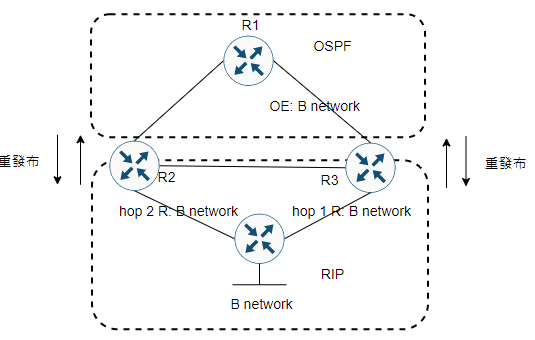 R1
OSPF
OE: B network
重發布
重發布
R2
R3
hop 2 R: B network
hop 1 R: B network
RIP
B network